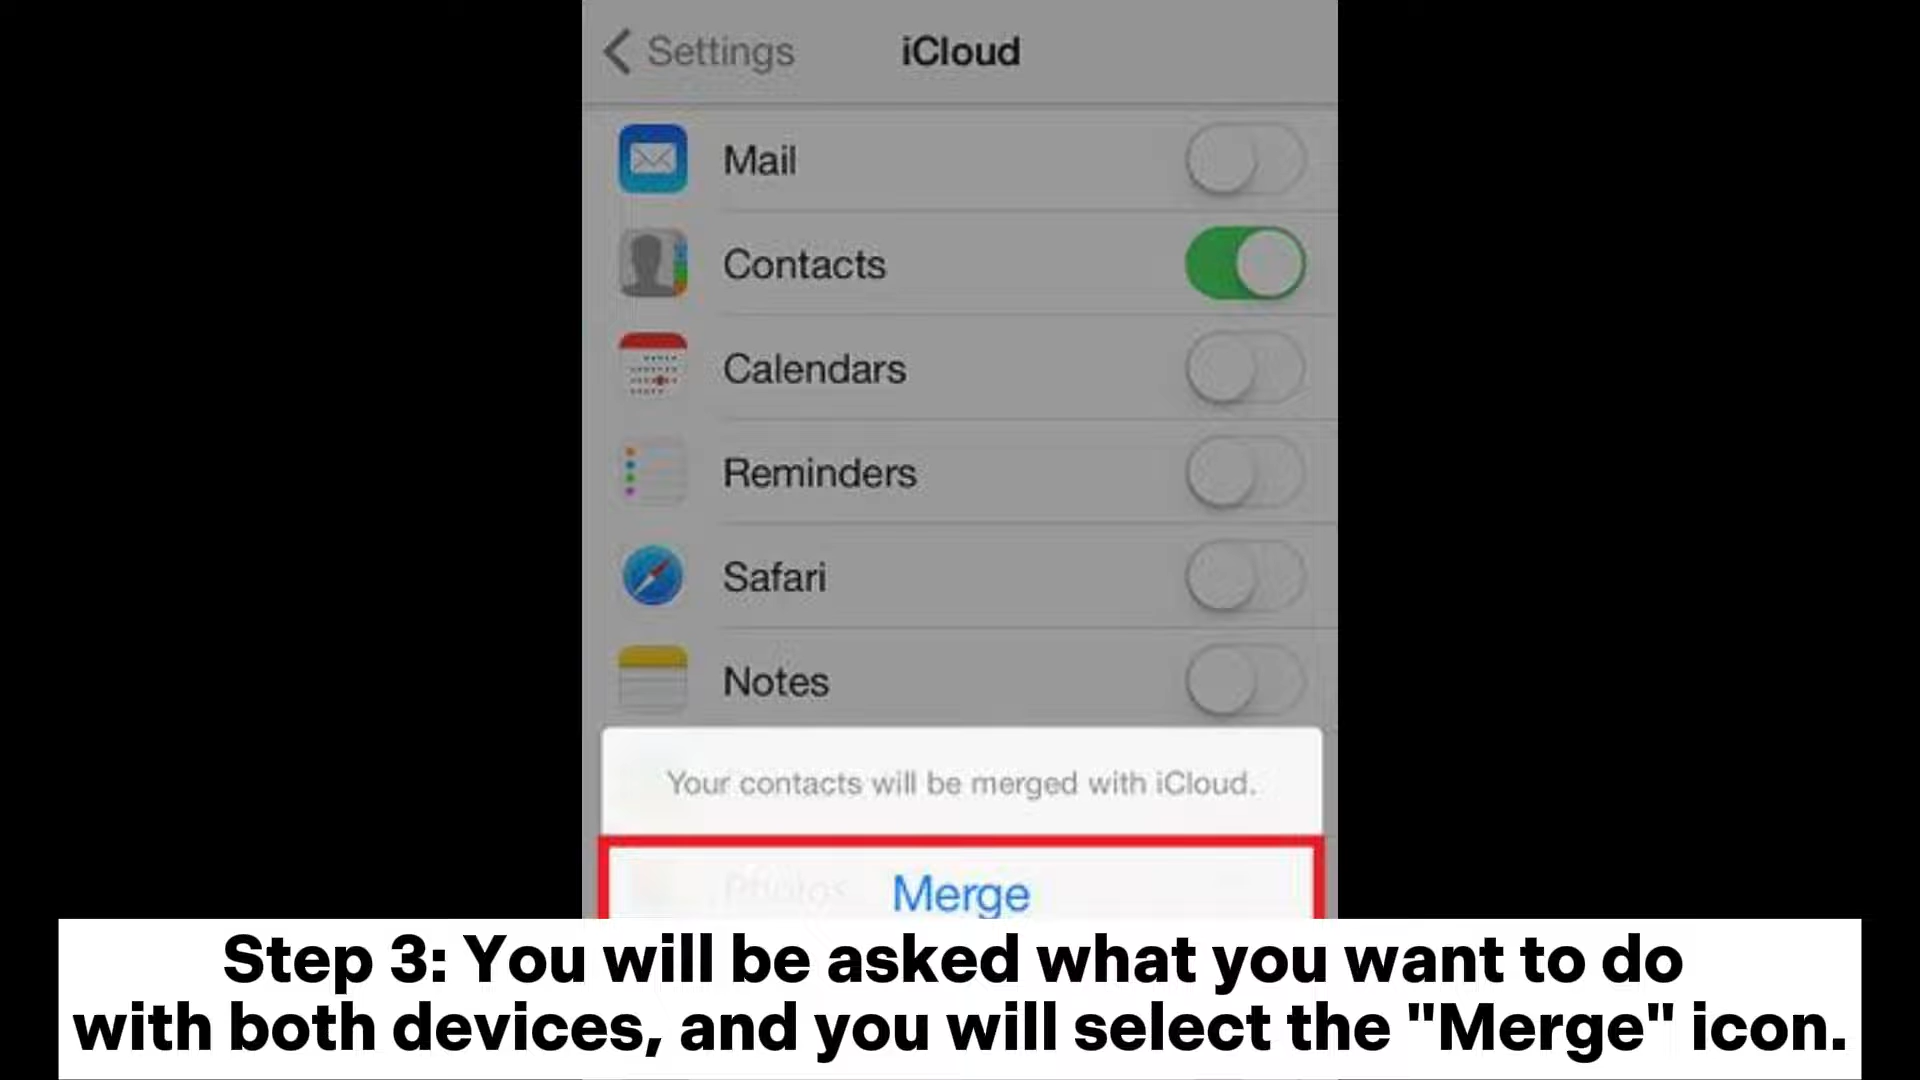 Settings
iCloud
Mail
Contacts
Calendars
Reminders
Safari
Notes
Your contacts will be merged with iCloud.
Photos
Merge
Step 3: You will be asked what you want to do
with both devices, and you will select the "Merge" icon.